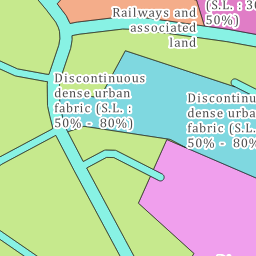 (S.L. : 30
50%)
Railways and
associated
land
Discontinuous
dense urban
fabric (S.L. :
50% - 80%)
Discontinu
dense urba
fabric (S.L.
50% - 80%